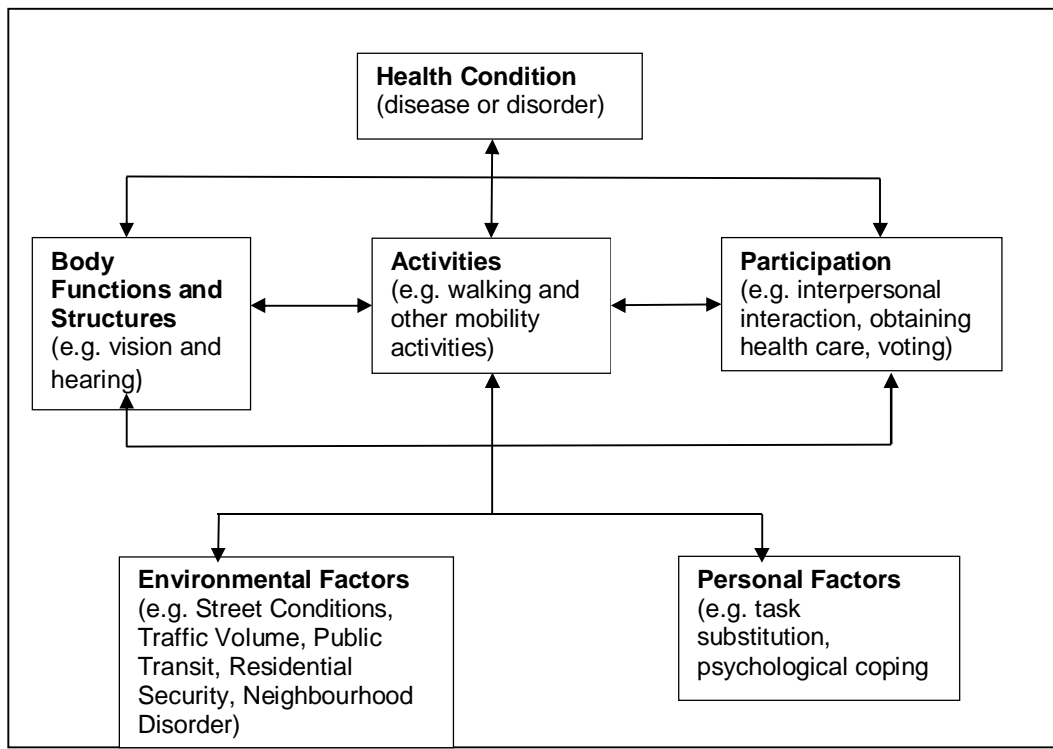 Health Condition
(disease or disorder)
Body
Functions and
Structures
(e.g. vision and
hearing)
Activities
(e.g. walking and
other mobility
activities)
Participation
(e.g. interpersonal
interaction, obtaining
health care, voting)
Environmental Factors
(e.g. Street Conditions,
Traffic Volume, Public
Transit, Residential
Security, Neighbourhood
Disorder)
Personal Factors
(e.g. task
substitution,
psychological coping